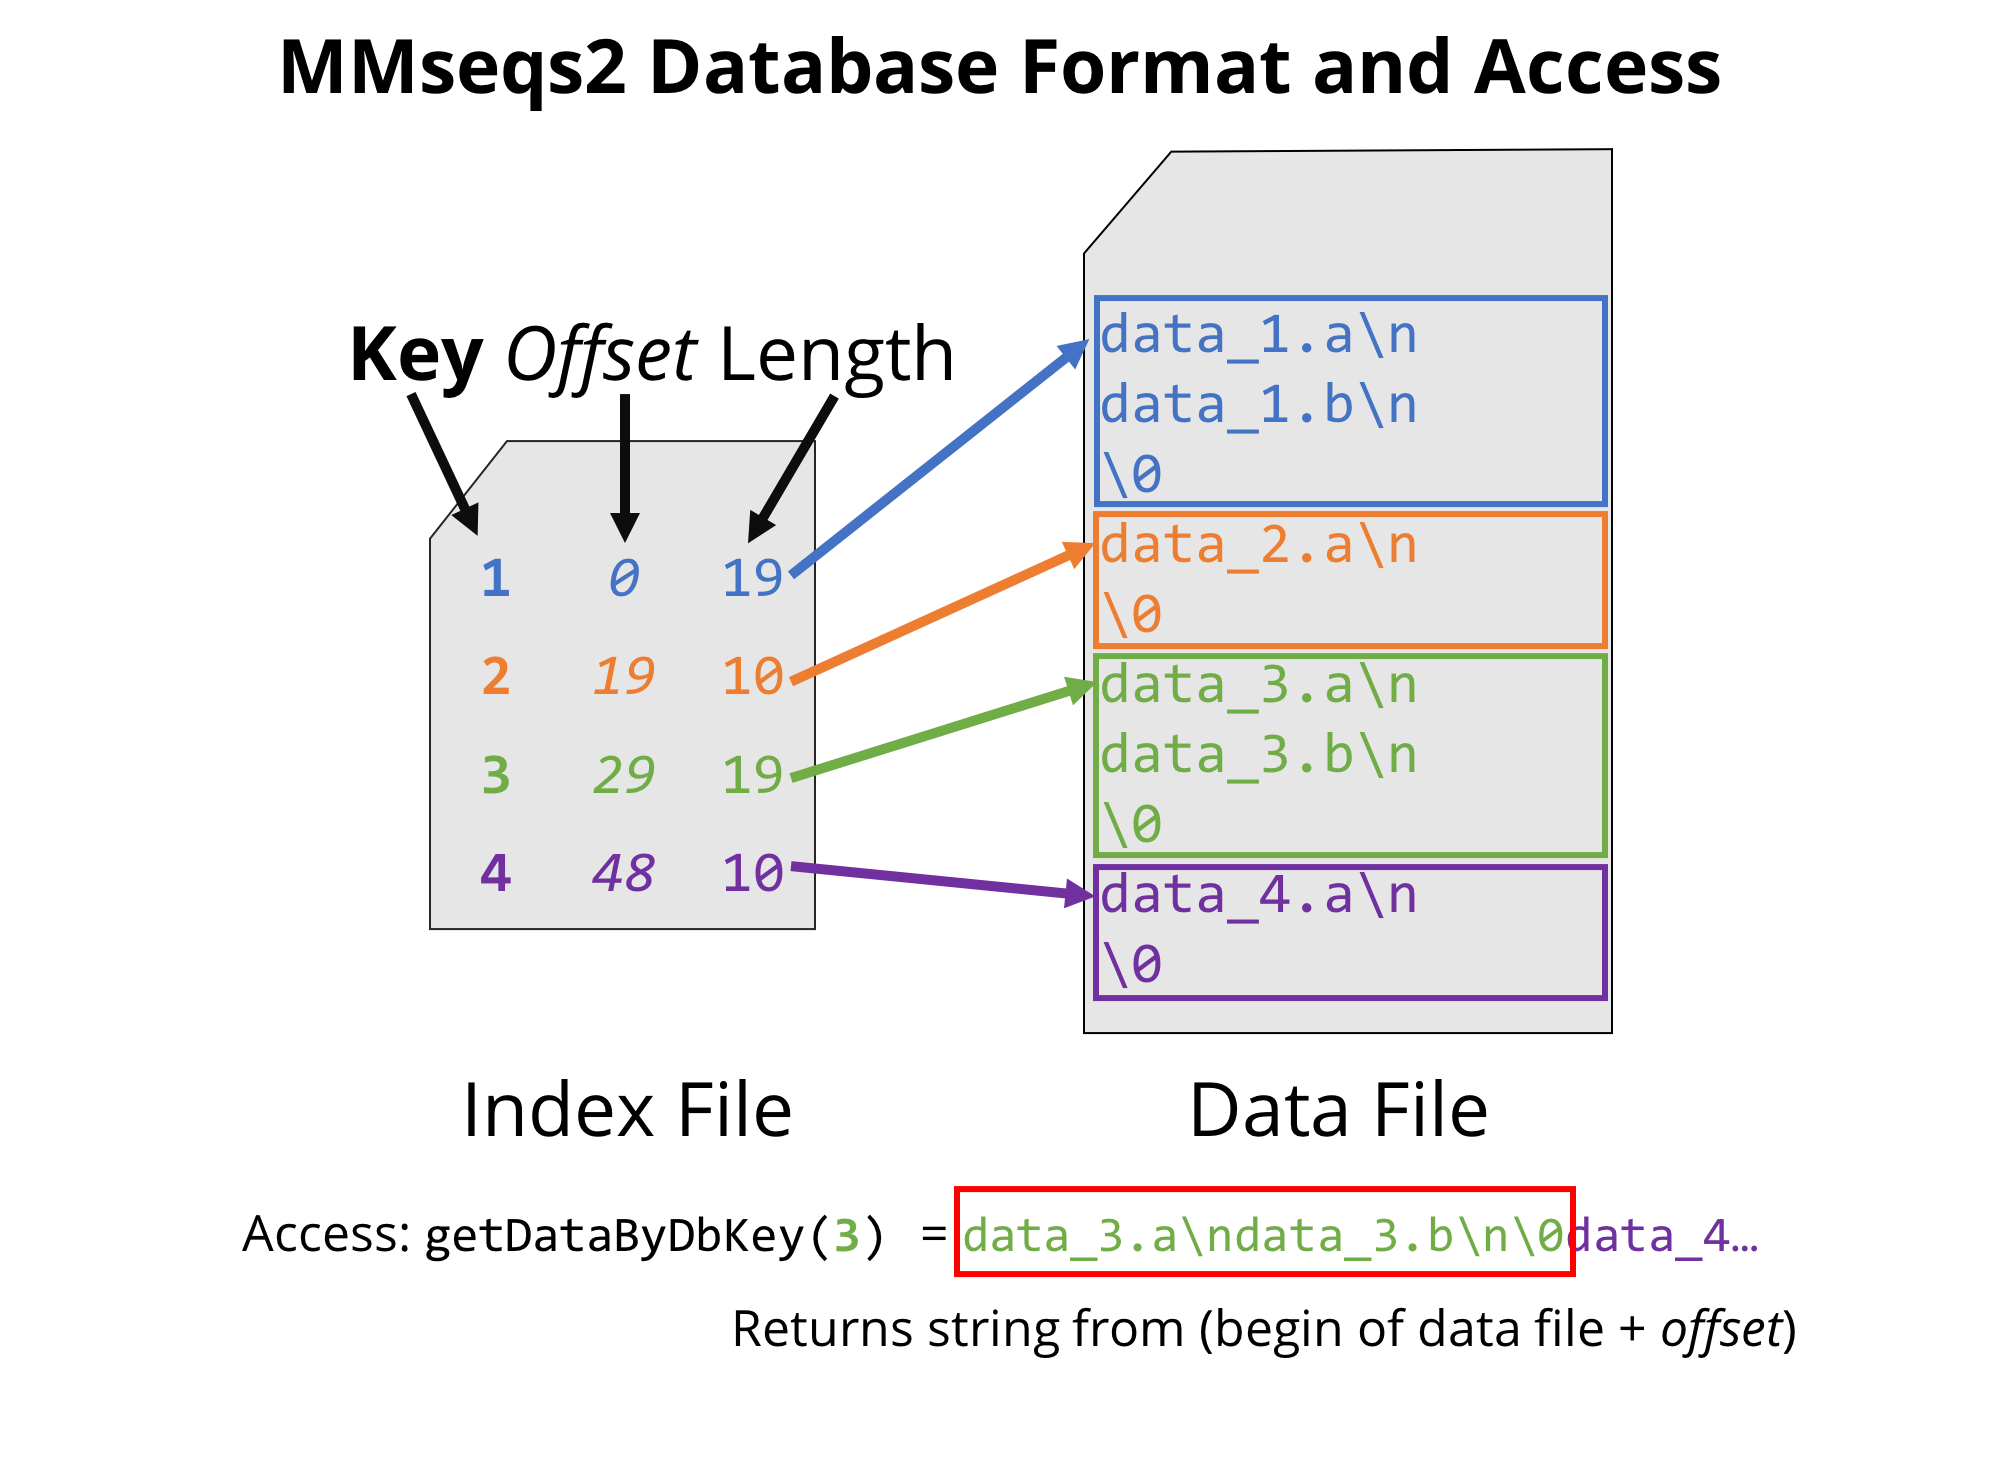 MMseqs2 Database Format and Access
Key Offset Length
1 0 19
2 19 10
3 29 19
4 48 10
Index File
data_1.a\n
data_1.b\n
\0
data_2.a\n
\0
data_3.a\n
data_3.b\n
\0
data_4.a\n
\0
Data File
Access: getDataByDbKey(3) = data_3.a\ndata_3.b\n\0data_4…
Returns string from (begin of data file + offset)